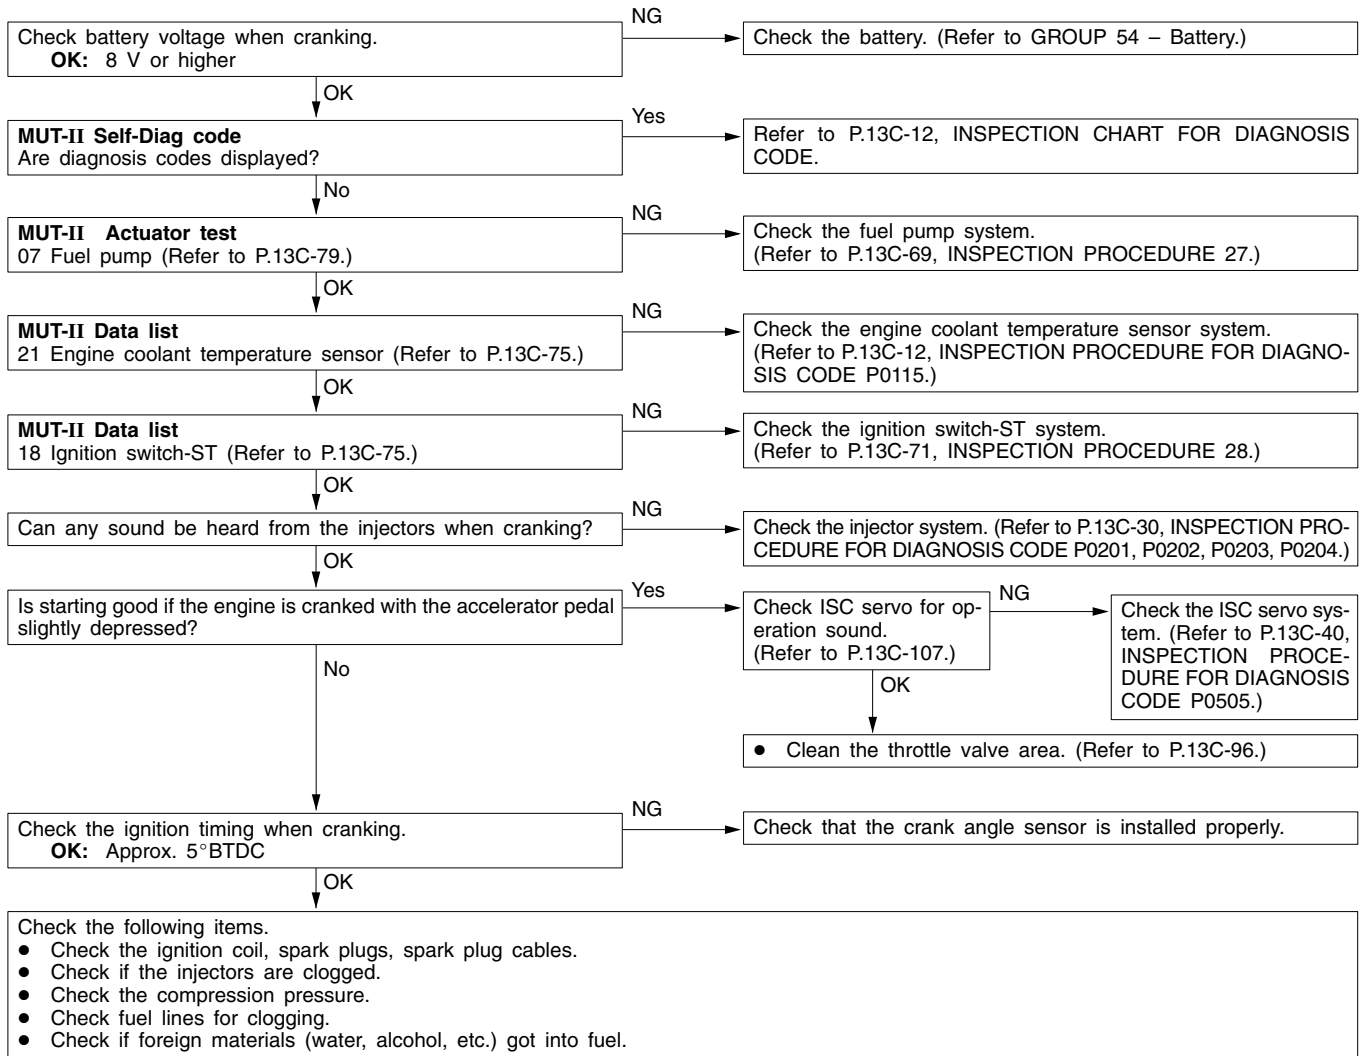 Check battery voltage when cranking.
OK: 8 V or higher
NG
Check the battery. (Refer to GROUP 54 – Battery.)
OK
MUT-II Self-Diag code
Are diagnosis codes displayed?
Yes
Refer to P.13C-12, INSPECTION CHART FOR DIAGNOSIS
CODE.
No
MUT-II Actuator test
07 Fuel pump (Refer to P.13C-79.)
NG
Check the fuel pump system.
(Refer to P.13C-69, INSPECTION PROCEDURE 27.)
OK
MUT-II Data list
21 Engine coolant temperature sensor (Refer to P.13C-75.)
NG
Check the engine coolant temperature sensor system.
(Refer to P.13C-12, INSPECTION PROCEDURE FOR DIAGNO-
SIS CODE P0115.)
OK
MUT-II Data list
18 Ignition switch-ST (Refer to P.13C-75.)
NG
Check the ignition switch-ST system.
(Refer to P.13C-71, INSPECTION PROCEDURE 28.)
OK
Can any sound be heard from the injectors when cranking?
NG
Check the injector system. (Refer to P.13C-30, INSPECTION PRO-
CEDURE FOR DIAGNOSIS CODE P0201, P0202, P0203, P0204.)
OK
Is starting good if the engine is cranked with the accelerator pedal
slightly depressed?
Yes
Check ISC servo for op-
eration sound.
(Refer to P.13C-107.)
NG
Check the ISC servo sys-
tem. (Refer to P.13C-40,
INSPECTION PROCE-
DURE FOR DIAGNOSIS
CODE P0505.)
OK
● Clean the throttle valve area. (Refer to P.13C-96.)
No
Check the ignition timing when cranking.
OK: Approx. 5°BTDC
NG
Check that the crank angle sensor is installed properly.
OK
Check the following items.
● Check the ignition coil, spark plugs, spark plug cables.
● Check if the injectors are clogged.
● Check the compression pressure.
● Check fuel lines for clogging.
● Check if foreign materials (water, alcohol, etc.) got into fuel.